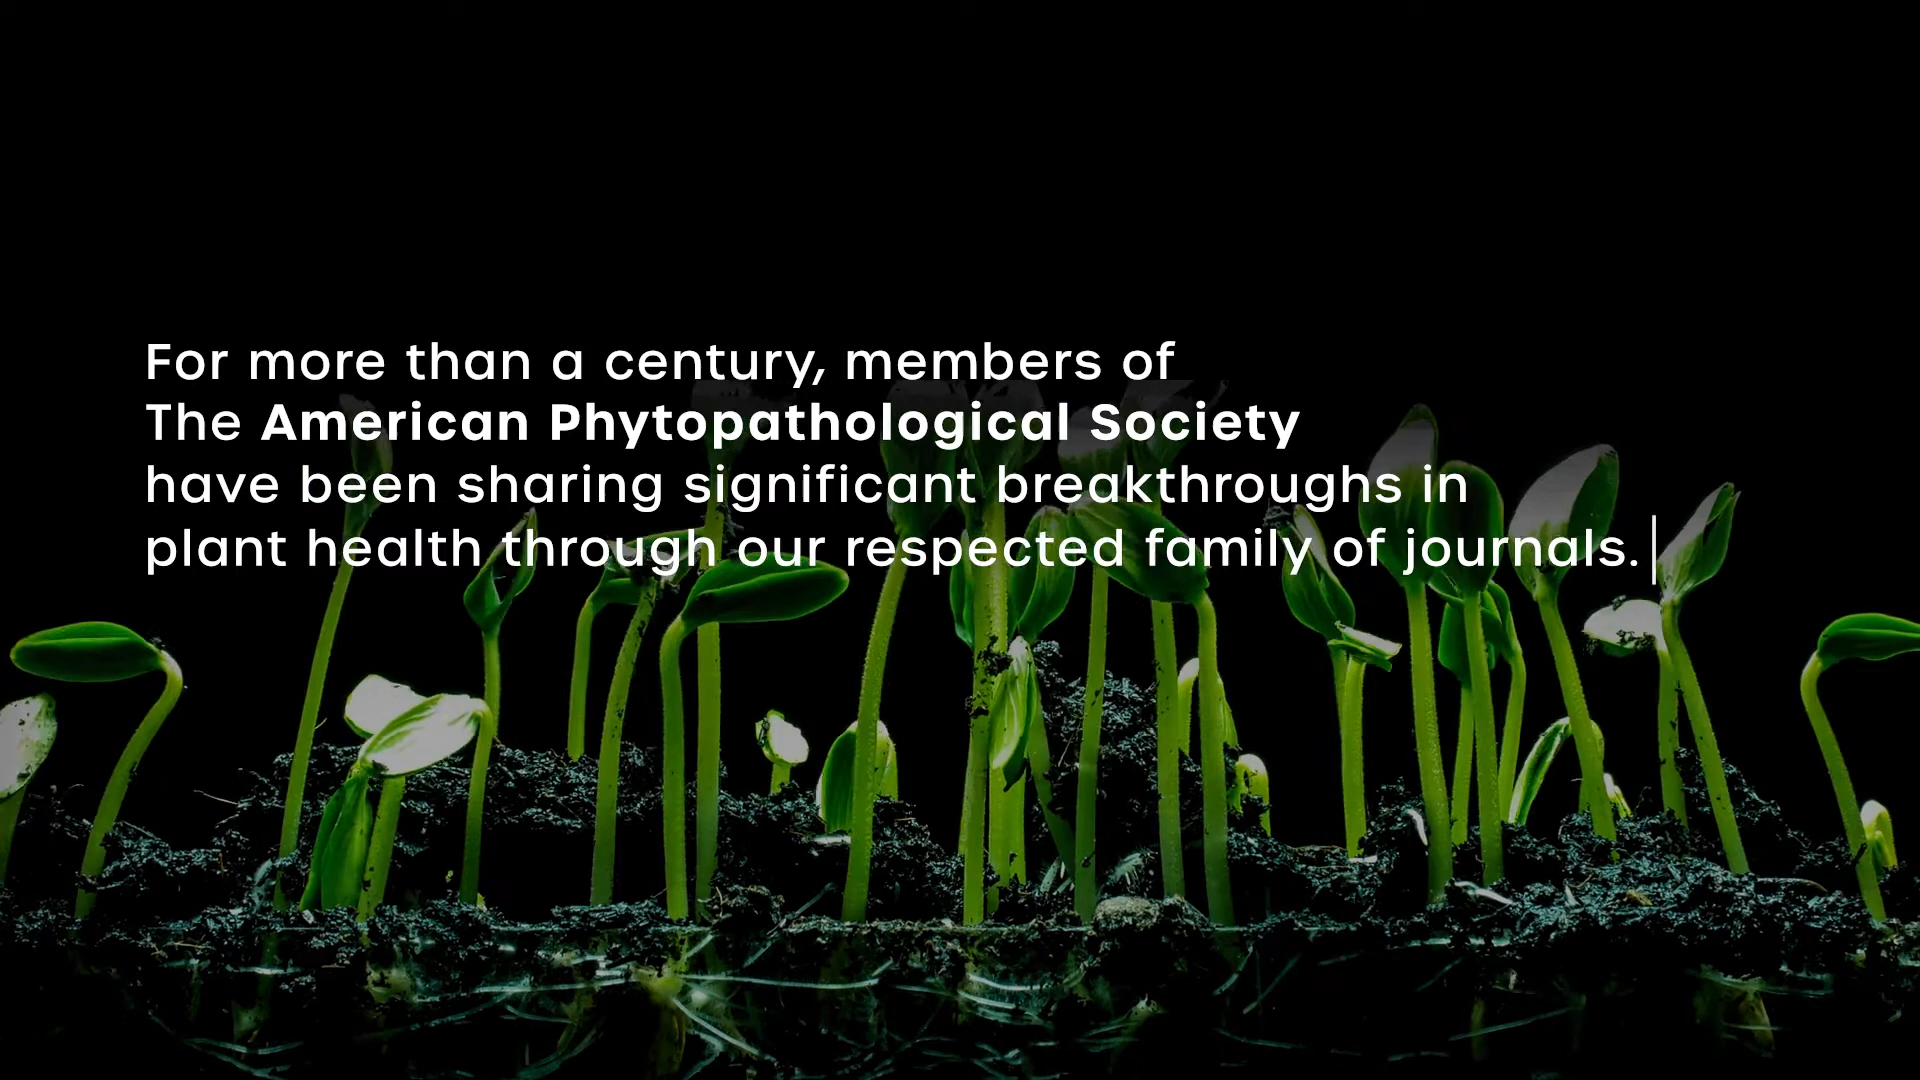 For more than a century, members of
The American Phytopathological Society
have been sharing significant breakthroughs in
plant health through our respected family of journals.